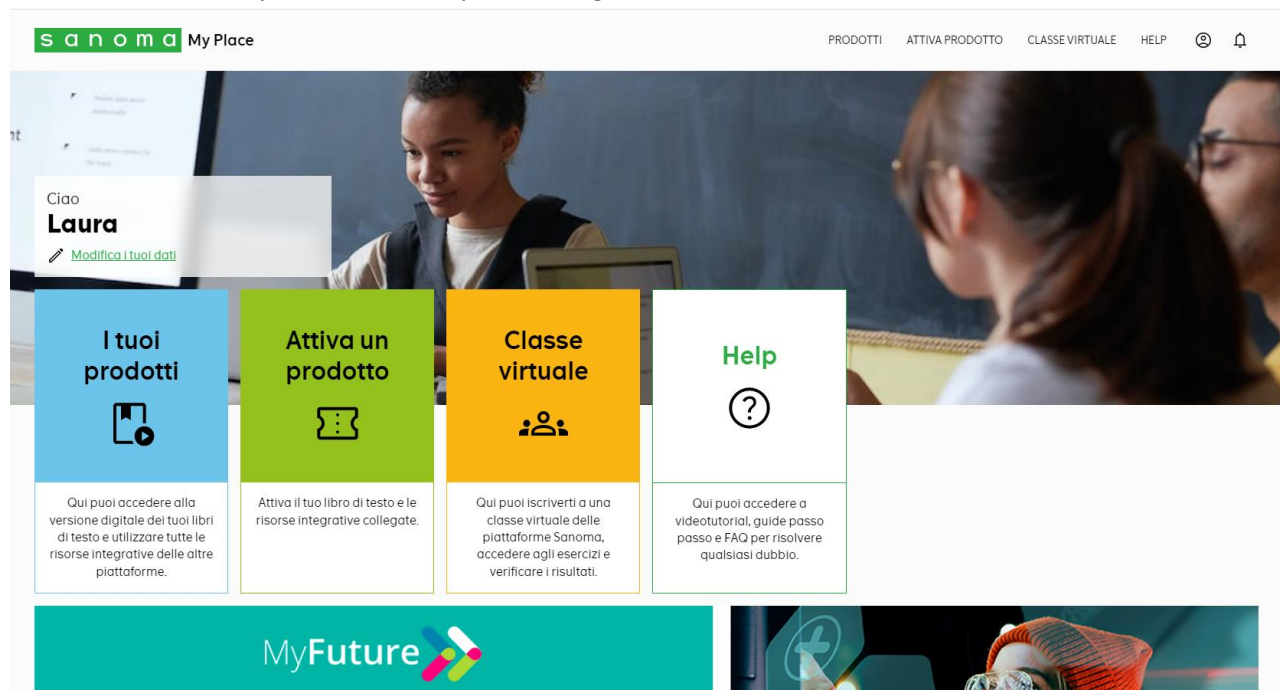 sanoma My Place
PRODOTTI ATTIVA PRODOTTO CLASSE VIRTUALE HELP
Ciao
Laura
Modifica i tuoi dati
I tuoi
prodotti
Qui puoi accedere alla
versione digitale dei tuoi libri
di testo e utilizzare tutte le
risorse integrative delle altre
piattaforme.
Attiva un
prodotto
Attiva il tuo libro di testo e le
risorse integrative collegate.
Classe
virtuale
Qui puoi iscriverti a una
classe virtuale delle
piattaforme Sanoma,
accedere agli esercizi e
verificare i risultati.
Help
Qui puoi accedere a
videotutorial, guide passo
passo e FAQ per risolvere
qualsiasi dubbio.
MyFuture